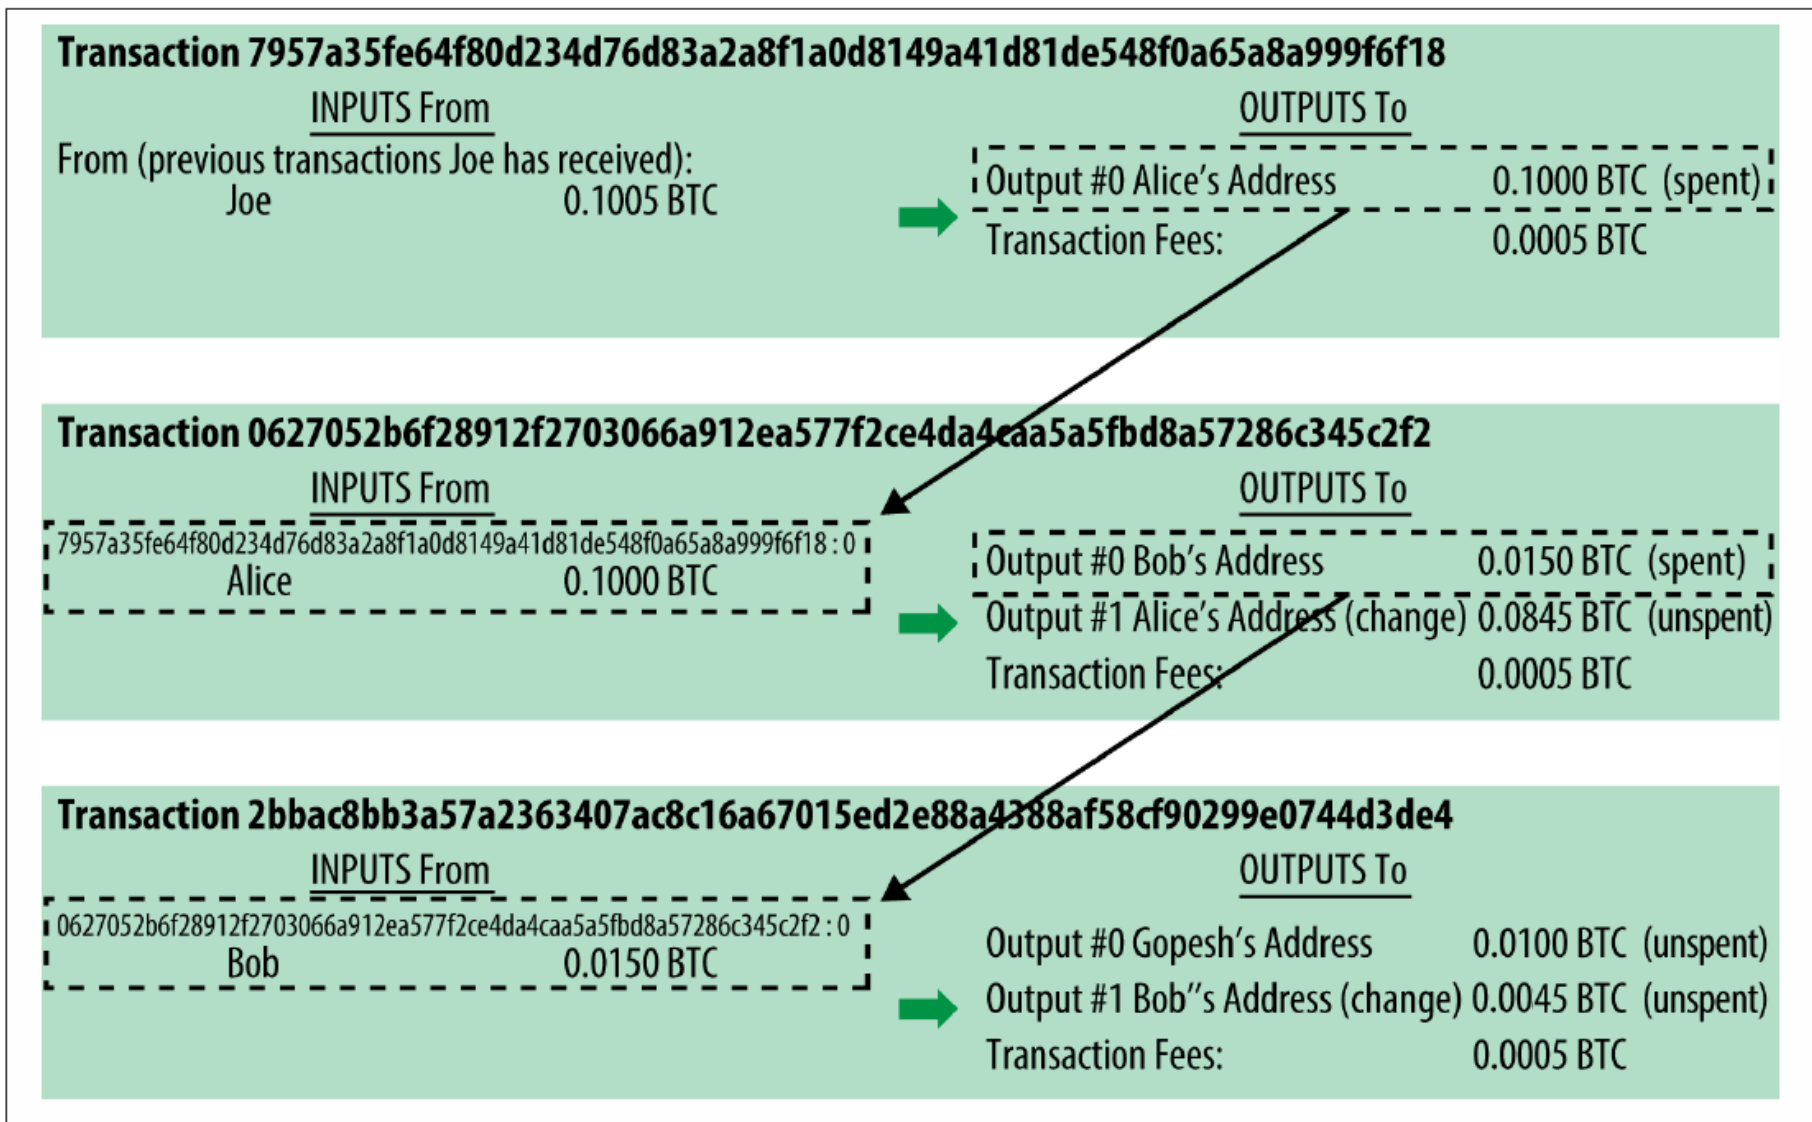 Transaction 7957a35fe64f80d234d76d83a2a8f1a0d8149a41d81de548f0a65a8a999f6f18
INPUTS From
OUTPUTS To
From (previous transactions Joe has received):
Joe 0.1005 BTC
Output #0 Alice's Address 0.1000 BTC (spent)
Transaction Fees: 0.0005 BTC
Transaction 0627052b6f28912f2703066a912ea577f2ce4da4caa5a5fbd8a57286c345c2f2
INPUTS From
OUTPUTS To
7957a35fe64f80d234d76d83a2a8f1a0d8149a41d81de548f0a65a8a999f6f18 : 0
Alice 0.1000 BTC
Output #0 Bob's Address 0.0150 BTC (spent)
Output #1 Alice's Address (change) 0.0845 BTC (unspent)
Transaction Fees: 0.0005 BTC
Transaction 2bbac8bb3a57a2363407ac8c16a67015ed2e88a4388af58cf90299e0744d3de4
INPUTS From
OUTPUTS To
0627052b6f28912f2703066a912ea577f2ce4da4caa5a5fbd8a57286c345c2f2 : 0
Bob 0.0150 BTC
Output #0 Gopesh's Address 0.0100 BTC (unspent)
Output #1 Bob''s Address (change) 0.0045 BTC (unspent)
Transaction Fees: 0.0005 BTC